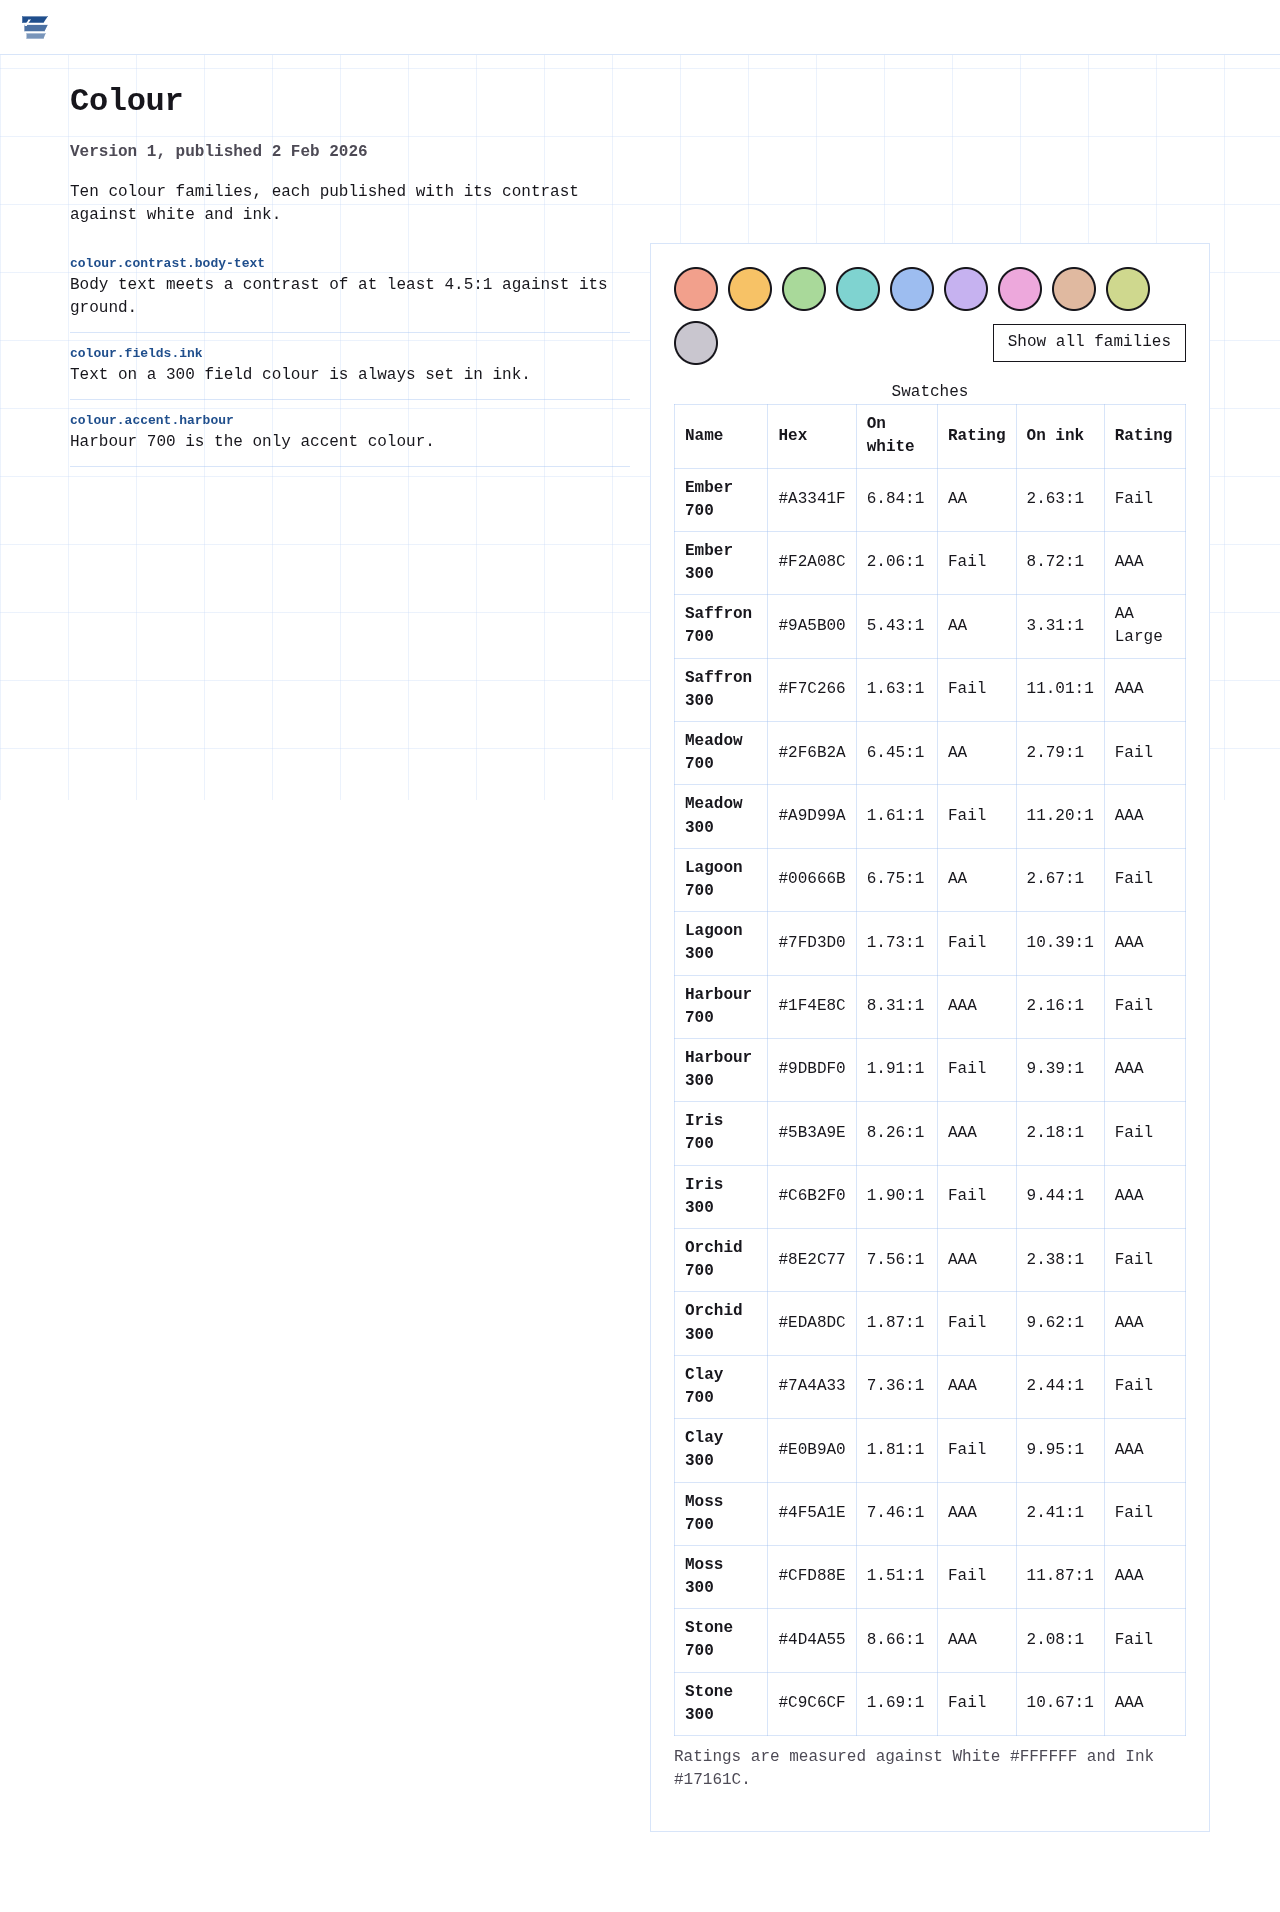 Colour
Version 1, published 2 Feb 2026
Ten colour families, each published with its contrast
against white and ink.
colour.contrast.body-text
Body text meets a contrast of at least 4.5:1 against its
ground.
colour.fields.ink
Text on a 300 field colour is always set in ink.
colour.accent.harbour
Harbour 700 is the only accent colour.
Show all families
Swatches
Name Hex On white Rating On ink Rating
Ember 700 #A3341F 6.84:1 AA 2.63:1 Fail
Ember 300 #F2A08C 2.06:1 Fail 8.72:1 AAA
Saffron 700 #9A5B00 5.43:1 AA 3.31:1 AA Large
Saffron 300 #F7C266 1.63:1 Fail 11.01:1 AAA
Meadow 700 #2F6B2A 6.45:1 AA 2.79:1 Fail
Meadow 300 #A9D99A 1.61:1 Fail 11.20:1 AAA
Lagoon 700 #00666B 6.75:1 AA 2.67:1 Fail
Lagoon 300 #7FD3D0 1.73:1 Fail 10.39:1 AAA
Harbour 700 #1F4E8C 8.31:1 AAA 2.16:1 Fail
Harbour 300 #9DBDF0 1.91:1 Fail 9.39:1 AAA
Iris 700 #5B3A9E 8.26:1 AAA 2.18:1 Fail
Iris 300 #C6B2F0 1.90:1 Fail 9.44:1 AAA
Orchid 700 #8E2C77 7.56:1 AAA 2.38:1 Fail
Orchid 300 #EDA8DC 1.87:1 Fail 9.62:1 AAA
Clay 700 #7A4A33 7.36:1 AAA 2.44:1 Fail
Clay 300 #E0B9A0 1.81:1 Fail 9.95:1 AAA
Moss 700 #4F5A1E 7.46:1 AAA 2.41:1 Fail
Moss 300 #CFD88E 1.51:1 Fail 11.87:1 AAA
Stone 700 #4D4A55 8.66:1 AAA 2.08:1 Fail
Stone 300 #C9C6CF 1.69:1 Fail 10.67:1 AAA
Ratings are measured against White #FFFFFF and Ink
#17161C.